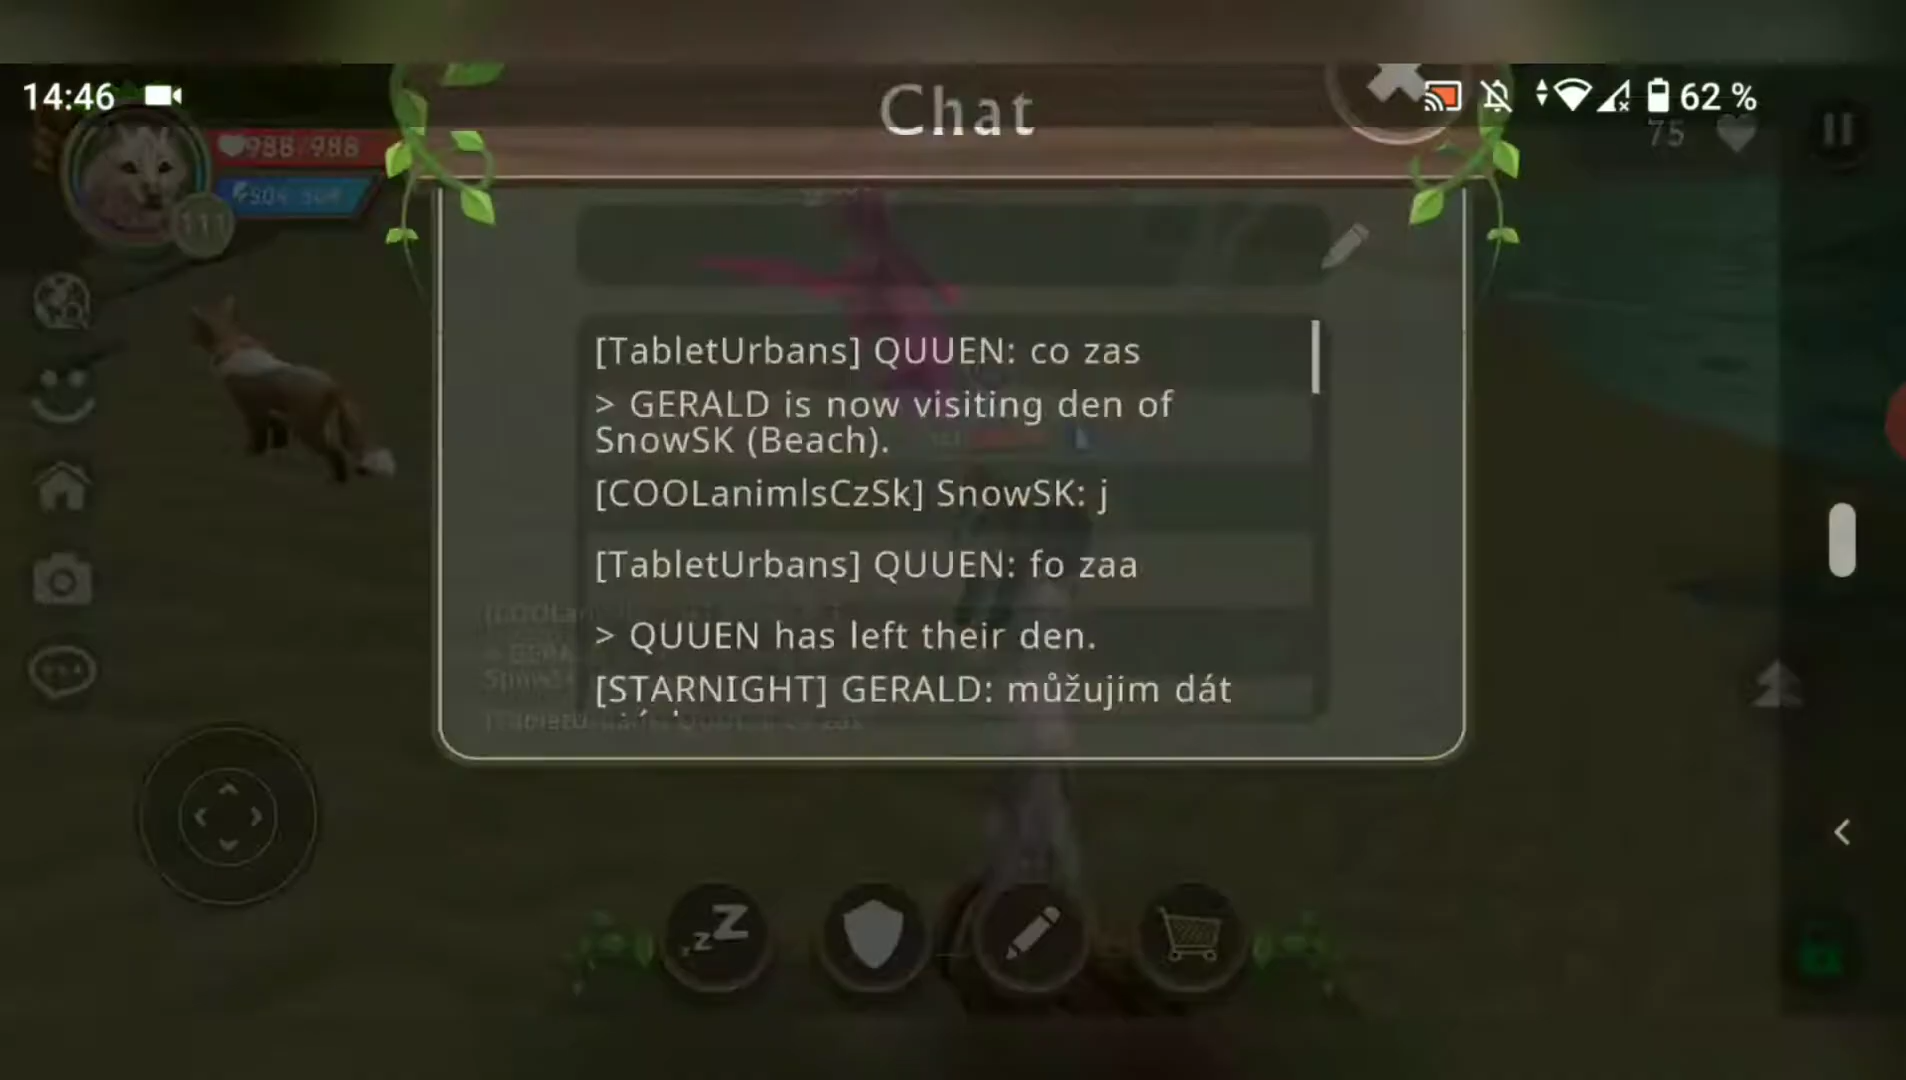 14:46
62 %
Chat
988/988
75
111
[TabletUrbans] QUUEN: co zas
> GERALD is now visiting den of
SnowSK (Beach).
[COOLanimlsCzSk] SnowSK: j
[TabletUrbans] QUUEN: fo zaa
> QUUEN has left their den.
[STARNIGHT] GERALD: můžujim dát